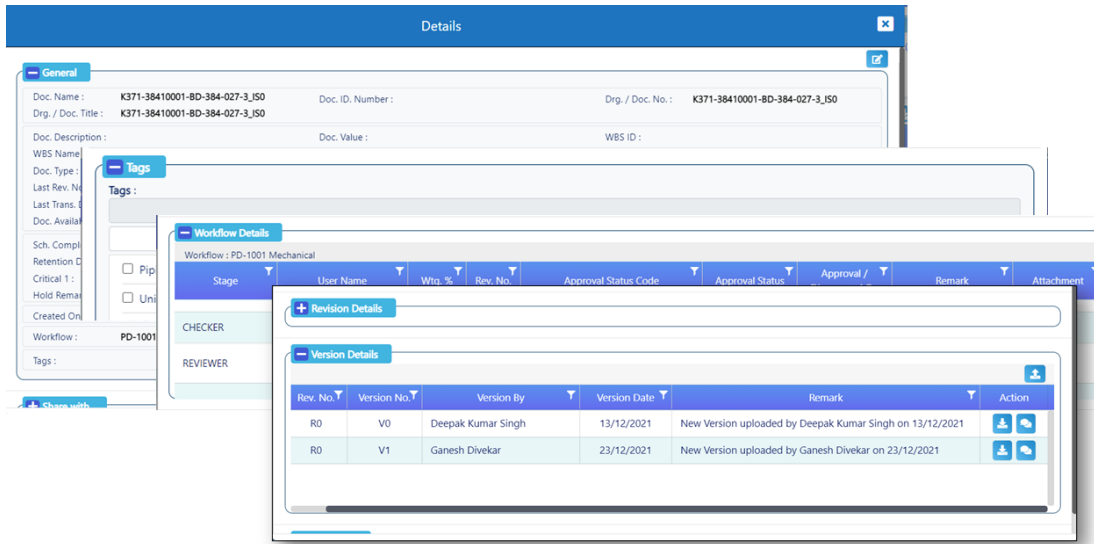 Details
General
Doc. Name : K371-38410001-BD-384-027-3_IS0 Doc. ID. Number : Drg. / Doc. No. : K371-38410001-BD-384-027-3_IS0
Drg. / Doc. Title : K371-38410001-BD-384-027-3_IS0
Doc. Description : Doc. Value : WBS ID :
WBS Name
Doc. Type :
Last Rev.
Last Trans.
Doc.
Sch.
Retention
Critical 1 :
Hold
Created On
Workflow : PD-1001
Tags :
Share with
Tags
Tags :
Workflow Details
Workflow : PD-1001 Mechanical
Stage User Name Wtg. % Rev. No. Approval Status Code Approval Status Approval / Remark Attachment
CHECKER
REVIEWER
Revision Details
Version Details
Rev. No. Version No. Version By Version Date Remark Action
R0 V0 Deepak Kumar Singh 13/12/2021 New Version uploaded by Deepak Kumar Singh on 13/12/2021
R0 V1 Ganesh Divekar 23/12/2021 New Version uploaded by Ganesh Divekar on 23/12/2021